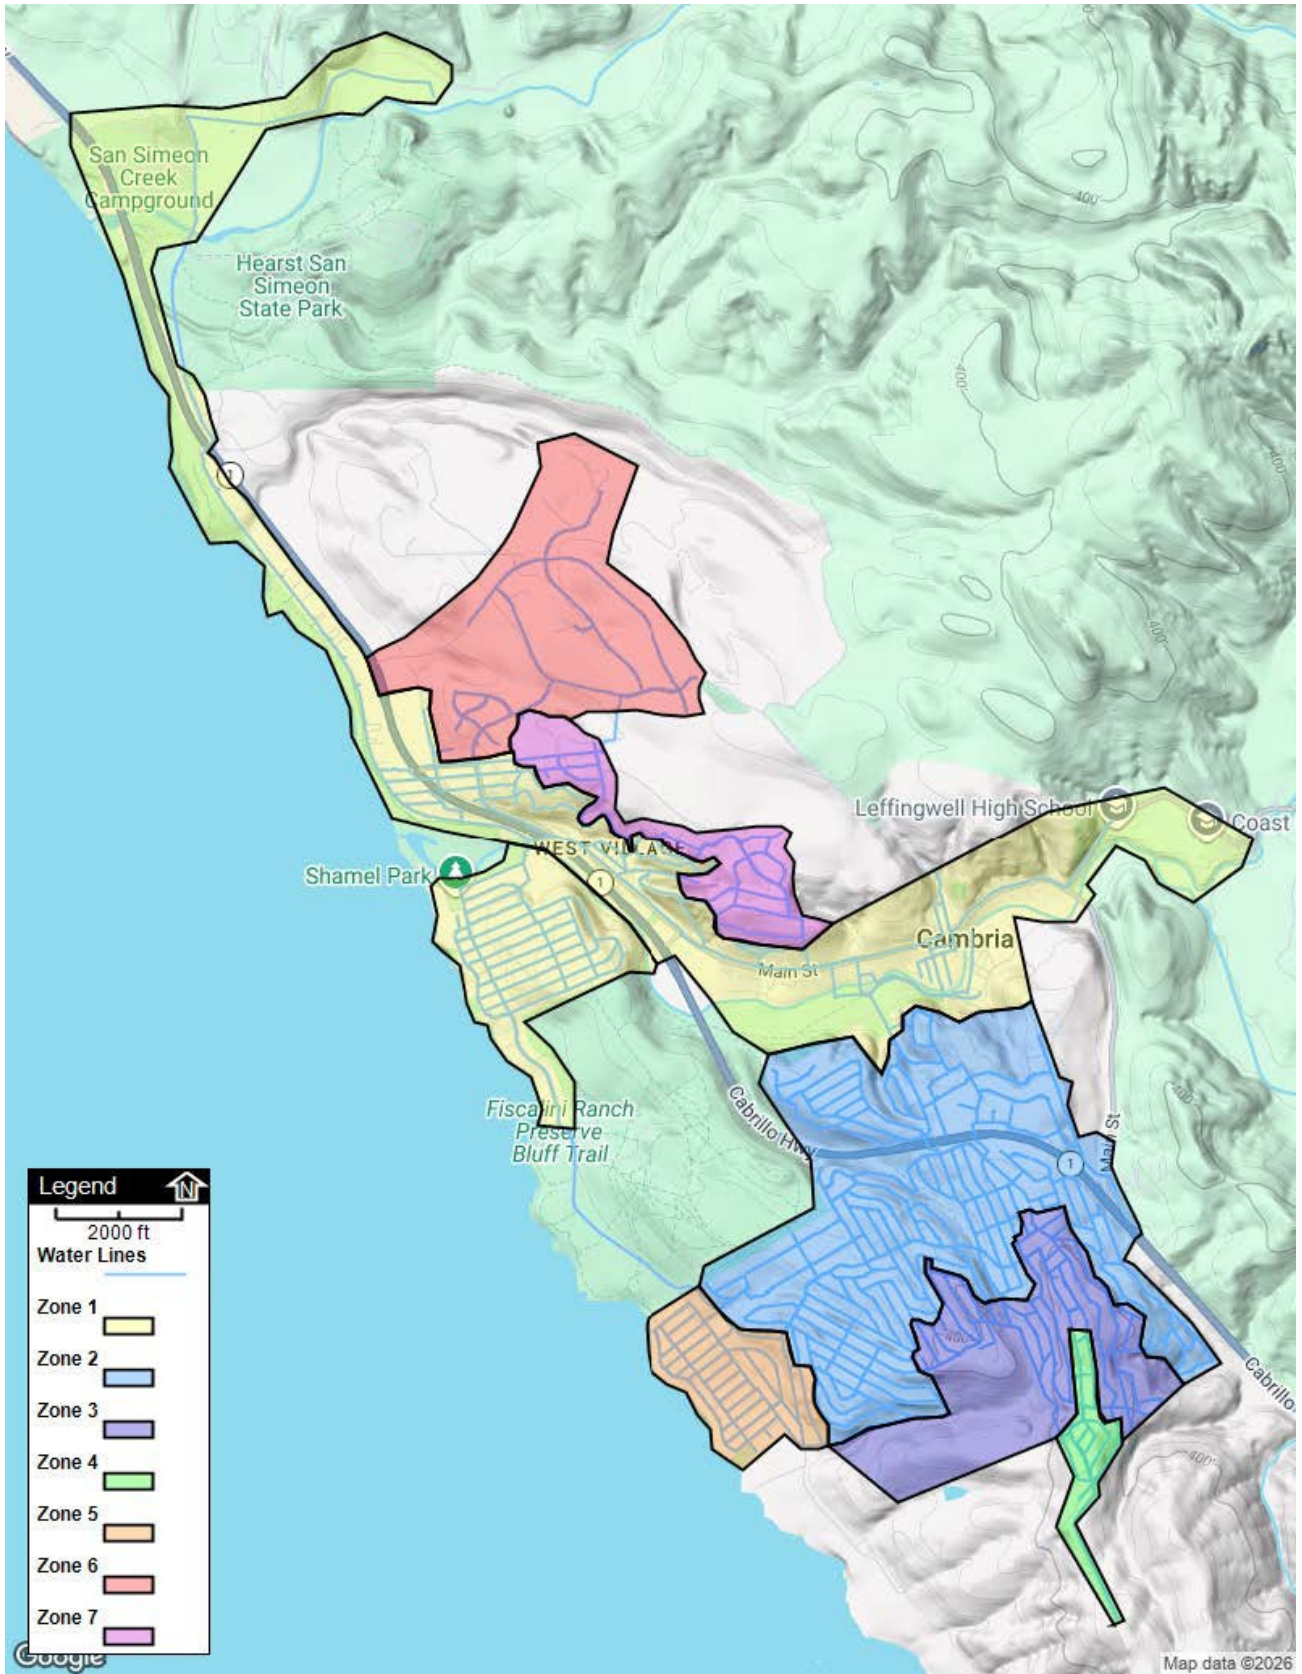 San Simeon
Creek
Campground
Hearst San
Simeon
State Park
400'
400'
400'
400'
1
Leffingwell High School
Coast
WEST VILLAGE
Shamel Park
1
Cambria
Main St
Fiscalini Ranch
Preserve
Bluff Trail
Cabrillo Hwy
Main St
400'
1
400'
Cabrillo
400'
Legend
N
2000 ft
Water Lines
Zone 1
Zone 2
Zone 3
Zone 4
Zone 5
Zone 6
Zone 7
Google
Map data ©2026